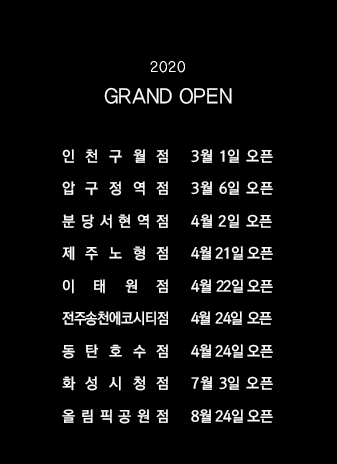 2020
GRAND OPEN
인천구월점 3월 1일 오픈
압구정역점 3월 6일 오픈
분당서현역점 4월 2일 오픈
제주노형점 4월 21일 오픈
이태원점 4월 22일 오픈
전주송천에코시티점 4월 24일 오픈
동탄호수점 4월 24일 오픈
화성시청점 7월 3일 오픈
올림픽공원점 8월 24일 오픈